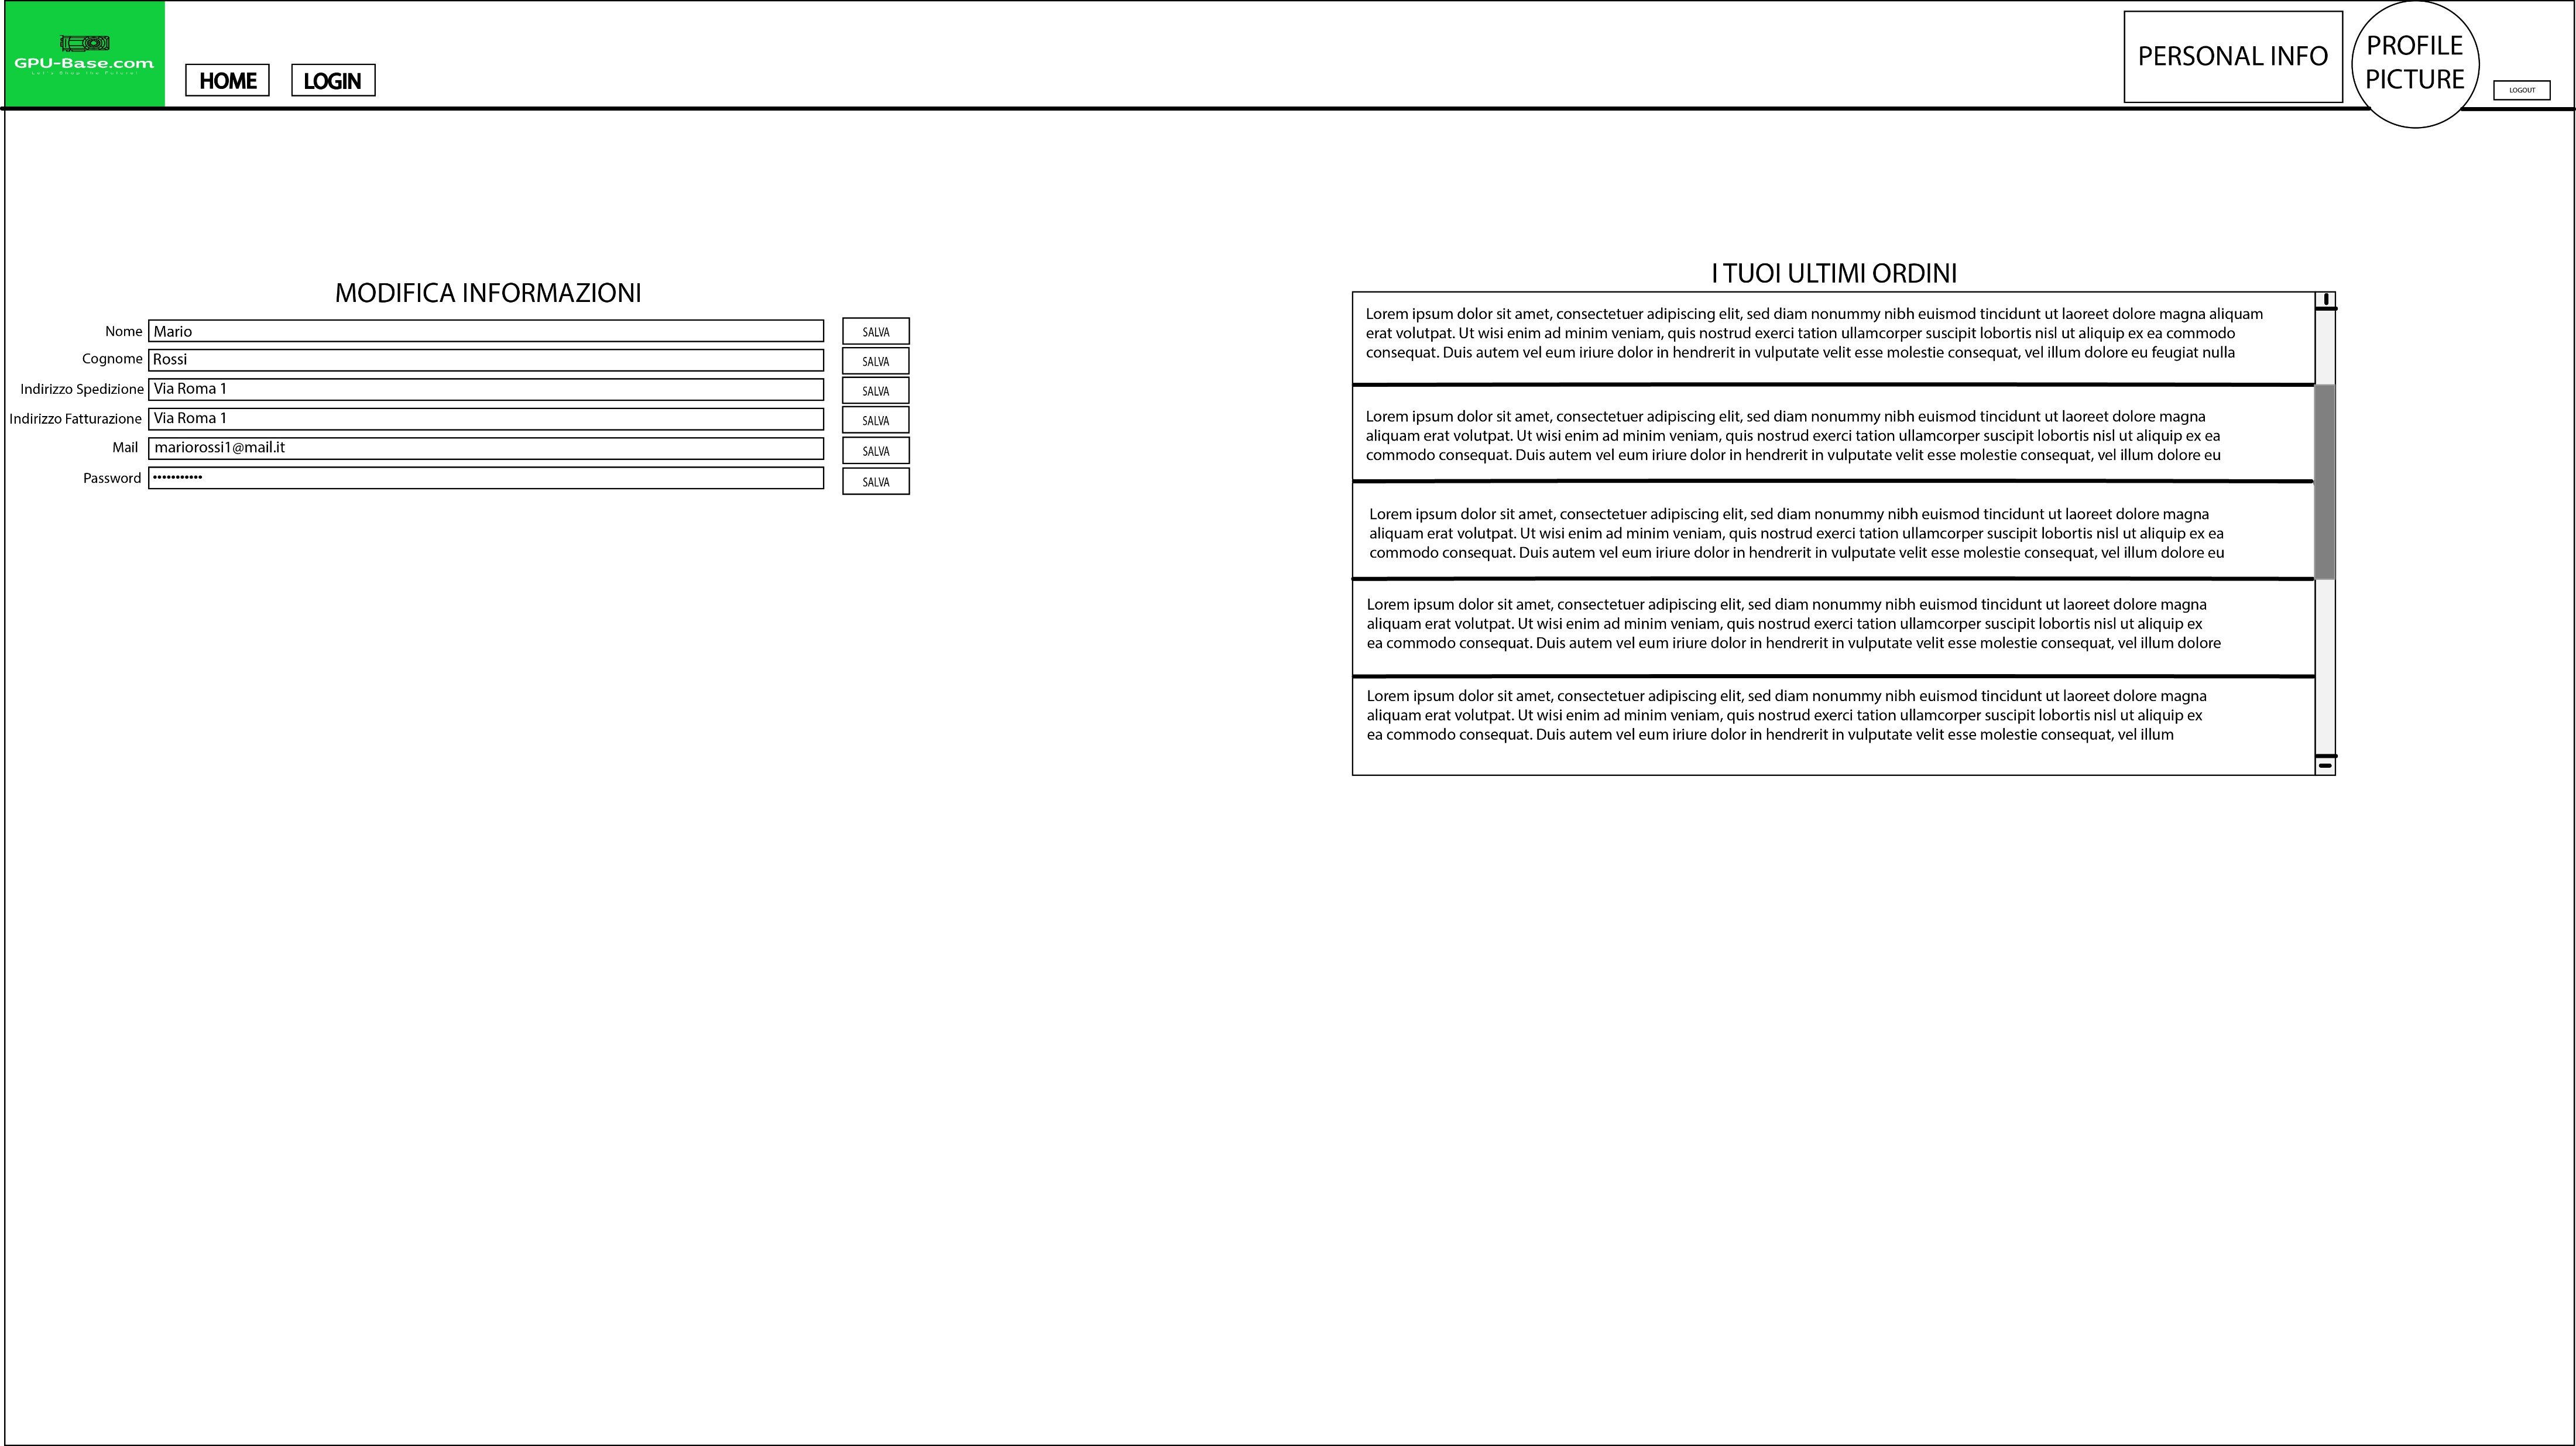 GPU-Base.com
Let's Shop the Future!
HOME
LOGIN
PERSONAL INFO
PROFILE
PICTURE
LOGOUT
MODIFICA INFORMAZIONI
Nome Mario SALVA
Cognome Rossi SALVA
Indirizzo Spedizione Via Roma 1 SALVA
Indirizzo Fatturazione Via Roma 1 SALVA
Mail mariorossi1@mail.it SALVA
Password ••••••••••• SALVA
I TUOI ULTIMI ORDINI
Lorem ipsum dolor sit amet, consectetuer adipiscing elit, sed diam nonummy nibh euismod tincidunt ut laoreet dolore magna aliquam
erat volutpat. Ut wisi enim ad minim veniam, quis nostrud exerci tation ullamcorper suscipit lobortis nisl ut aliquip ex ea commodo
consequat. Duis autem vel eum iriure dolor in hendrerit in vulputate velit esse molestie consequat, vel illum dolore eu feugiat nulla
Lorem ipsum dolor sit amet, consectetuer adipiscing elit, sed diam nonummy nibh euismod tincidunt ut laoreet dolore magna
aliquam erat volutpat. Ut wisi enim ad minim veniam, quis nostrud exerci tation ullamcorper suscipit lobortis nisl ut aliquip ex ea
commodo consequat. Duis autem vel eum iriure dolor in hendrerit in vulputate velit esse molestie consequat, vel illum dolore eu
Lorem ipsum dolor sit amet, consectetuer adipiscing elit, sed diam nonummy nibh euismod tincidunt ut laoreet dolore magna
aliquam erat volutpat. Ut wisi enim ad minim veniam, quis nostrud exerci tation ullamcorper suscipit lobortis nisl ut aliquip ex ea
commodo consequat. Duis autem vel eum iriure dolor in hendrerit in vulputate velit esse molestie consequat, vel illum dolore eu
Lorem ipsum dolor sit amet, consectetuer adipiscing elit, sed diam nonummy nibh euismod tincidunt ut laoreet dolore magna
aliquam erat volutpat. Ut wisi enim ad minim veniam, quis nostrud exerci tation ullamcorper suscipit lobortis nisl ut aliquip ex
ea commodo consequat. Duis autem vel eum iriure dolor in hendrerit in vulputate velit esse molestie consequat, vel illum dolore
Lorem ipsum dolor sit amet, consectetuer adipiscing elit, sed diam nonummy nibh euismod tincidunt ut laoreet dolore magna
aliquam erat volutpat. Ut wisi enim ad minim veniam, quis nostrud exerci tation ullamcorper suscipit lobortis nisl ut aliquip ex
ea commodo consequat. Duis autem vel eum iriure dolor in hendrerit in vulputate velit esse molestie consequat, vel illum